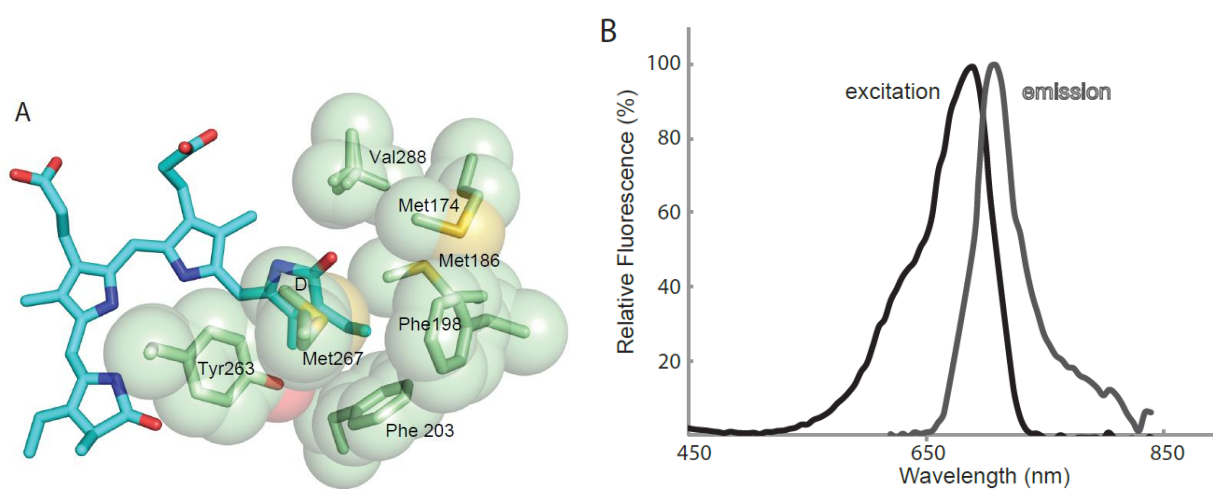 A
Val288
Met174
Met186
D
Phe198
Met267
Tyr263
Phe 203
B
excitation
emission
Relative Fluorescence (%)
100
80
60
40
20
450
650
850
Wavelength (nm)